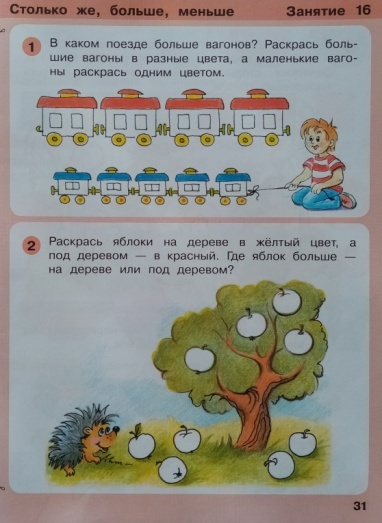 Столько же, больше, меньше Занятие 16
1 В каком поезде больше вагонов? Раскрась боль-
шие вагоны в разные цвета, а маленькие ваго-
ны раскрась одним цветом.
2 Раскрась яблоки на дереве в жёлтый цвет, а
под деревом — в красный. Где яблок больше —
на дереве или под деревом?
31